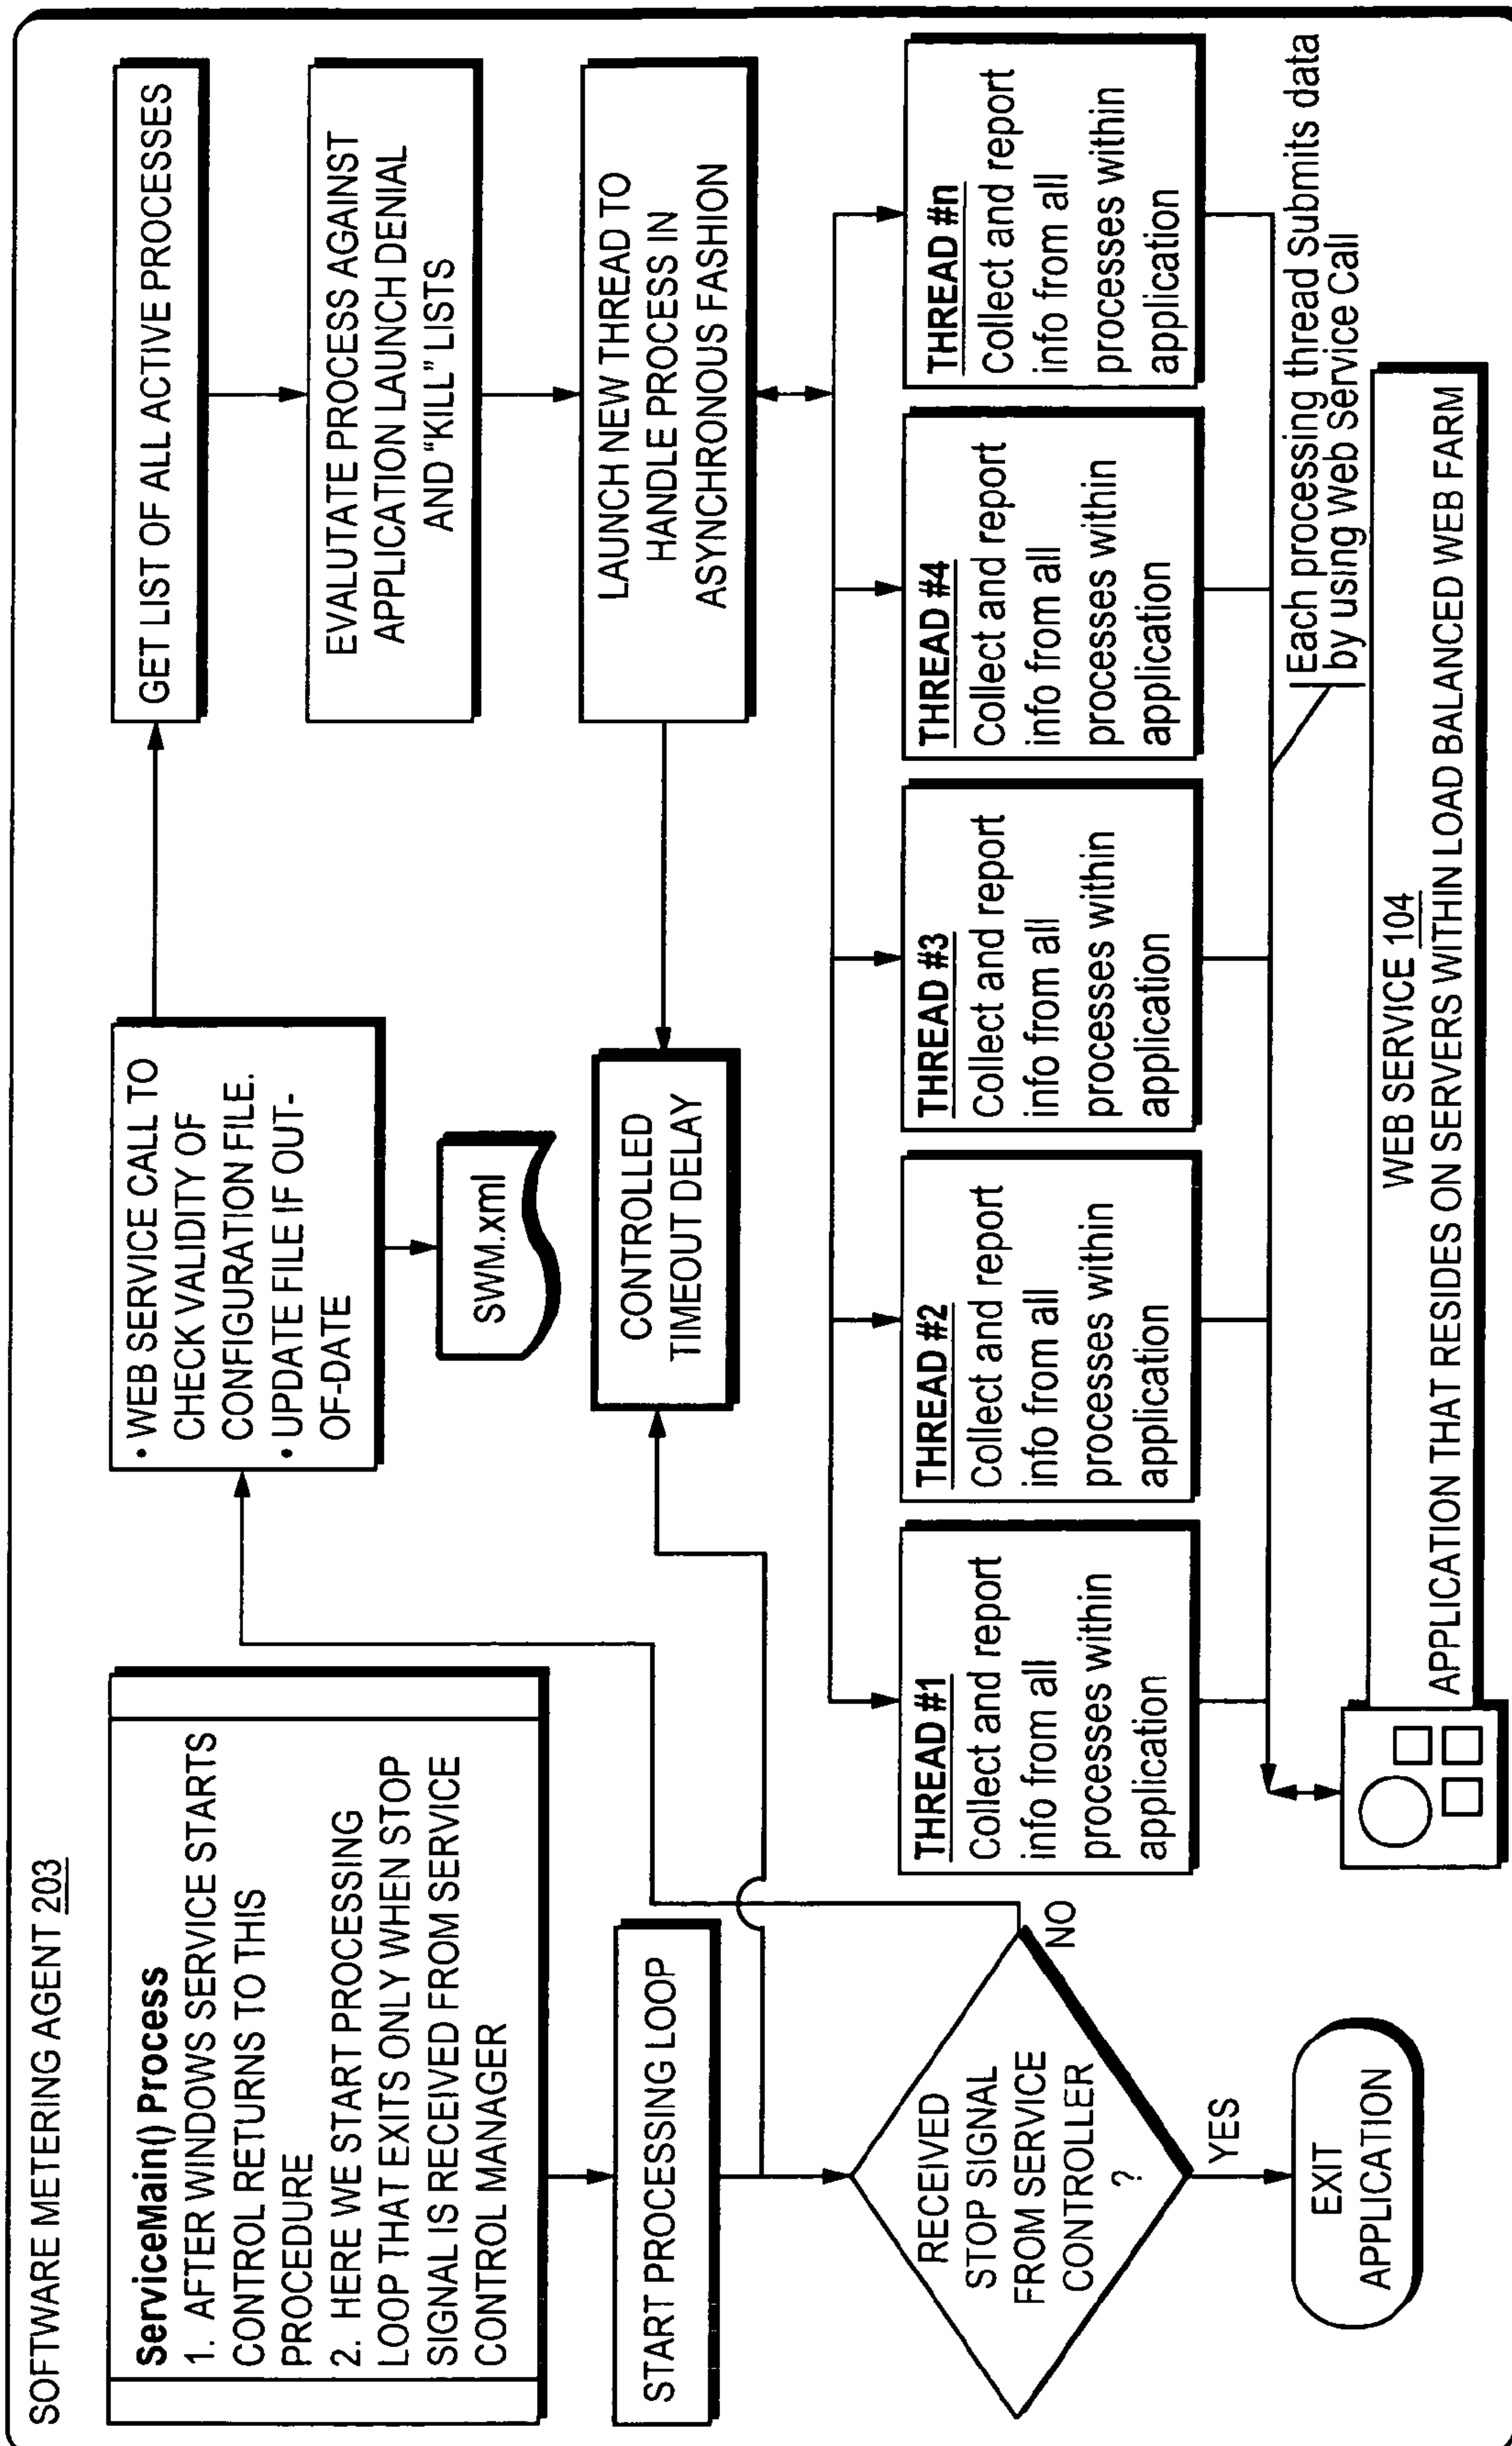 SOFTWARE METERING AGENT 203
ServiceMain() Process
1. AFTER WINDOWS SERVICE STARTS
CONTROL RETURNS TO THIS
PROCEDURE
2. HERE WE START PROCESSING
LOOP THAT EXITS ONLY WHEN STOP
SIGNAL IS RECEIVED FROM SERVICE
CONTROL MANAGER
START PROCESSING LOOP
RECEIVED
STOP SIGNAL
FROM SERVICE
CONTROLLER
?
NO
YES
EXIT
APPLICATION
• WEB SERVICE CALL TO
CHECK VALIDITY OF
CONFIGURATION FILE.
• UPDATE FILE IF OUT-
OF-DATE
SWM.xml
CONTROLLED
TIMEOUT DELAY
GET LIST OF ALL ACTIVE PROCESSES
EVALUTATE PROCESS AGAINST
APPLICATION LAUNCH DENIAL
AND "KILL" LISTS
LAUNCH NEW THREAD TO
HANDLE PROCESS IN
ASYNCHRONOUS FASHION
THREAD #1
Collect and report
info from all
processes within
application
THREAD #2
Collect and report
info from all
processes within
application
THREAD #3
Collect and report
info from all
processes within
application
THREAD #4
Collect and report
info from all
processes within
application
THREAD #n
Collect and report
info from all
processes within
application
Each processing thread Submits data
by using Web Service Call
WEB SERVICE 104
APPLICATION THAT RESIDES ON SERVERS WITHIN LOAD BALANCED WEB FARM